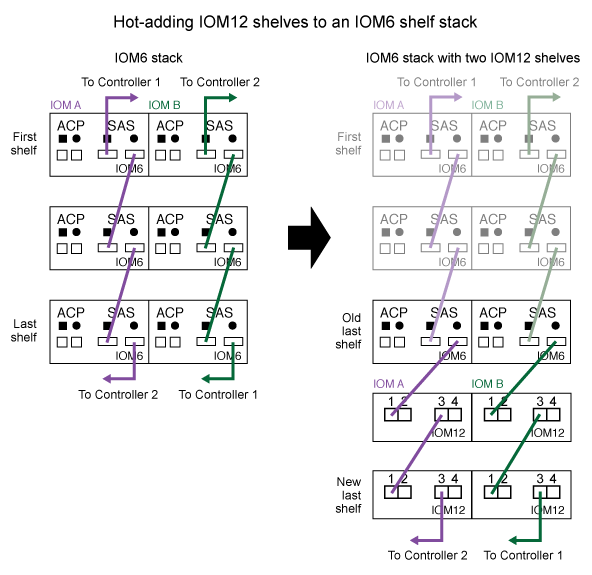 Hot-adding IOM12 shelves to an IOM6 shelf stack
IOM6 stack
To Controller 1 To Controller 2
IOM A IOM B
First shelf
ACP SAS ACP SAS
IOM6 IOM6
ACP SAS ACP SAS
IOM6 IOM6
Last shelf
ACP SAS ACP SAS
IOM6 IOM6
To Controller 2 To Controller 1
IOM6 stack with two IOM12 shelves
To Controller 1 To Controller 2
IOM A IOM B
First shelf
ACP SAS ACP SAS
IOM6 IOM6
ACP SAS ACP SAS
IOM6 IOM6
Old last shelf
ACP SAS ACP SAS
IOM6 IOM6
IOM A IOM B
1 2 3 4 1 2 3 4
IOM12 IOM12
New last shelf
1 2 3 4 1 2 3 4
IOM12 IOM12
To Controller 2 To Controller 1